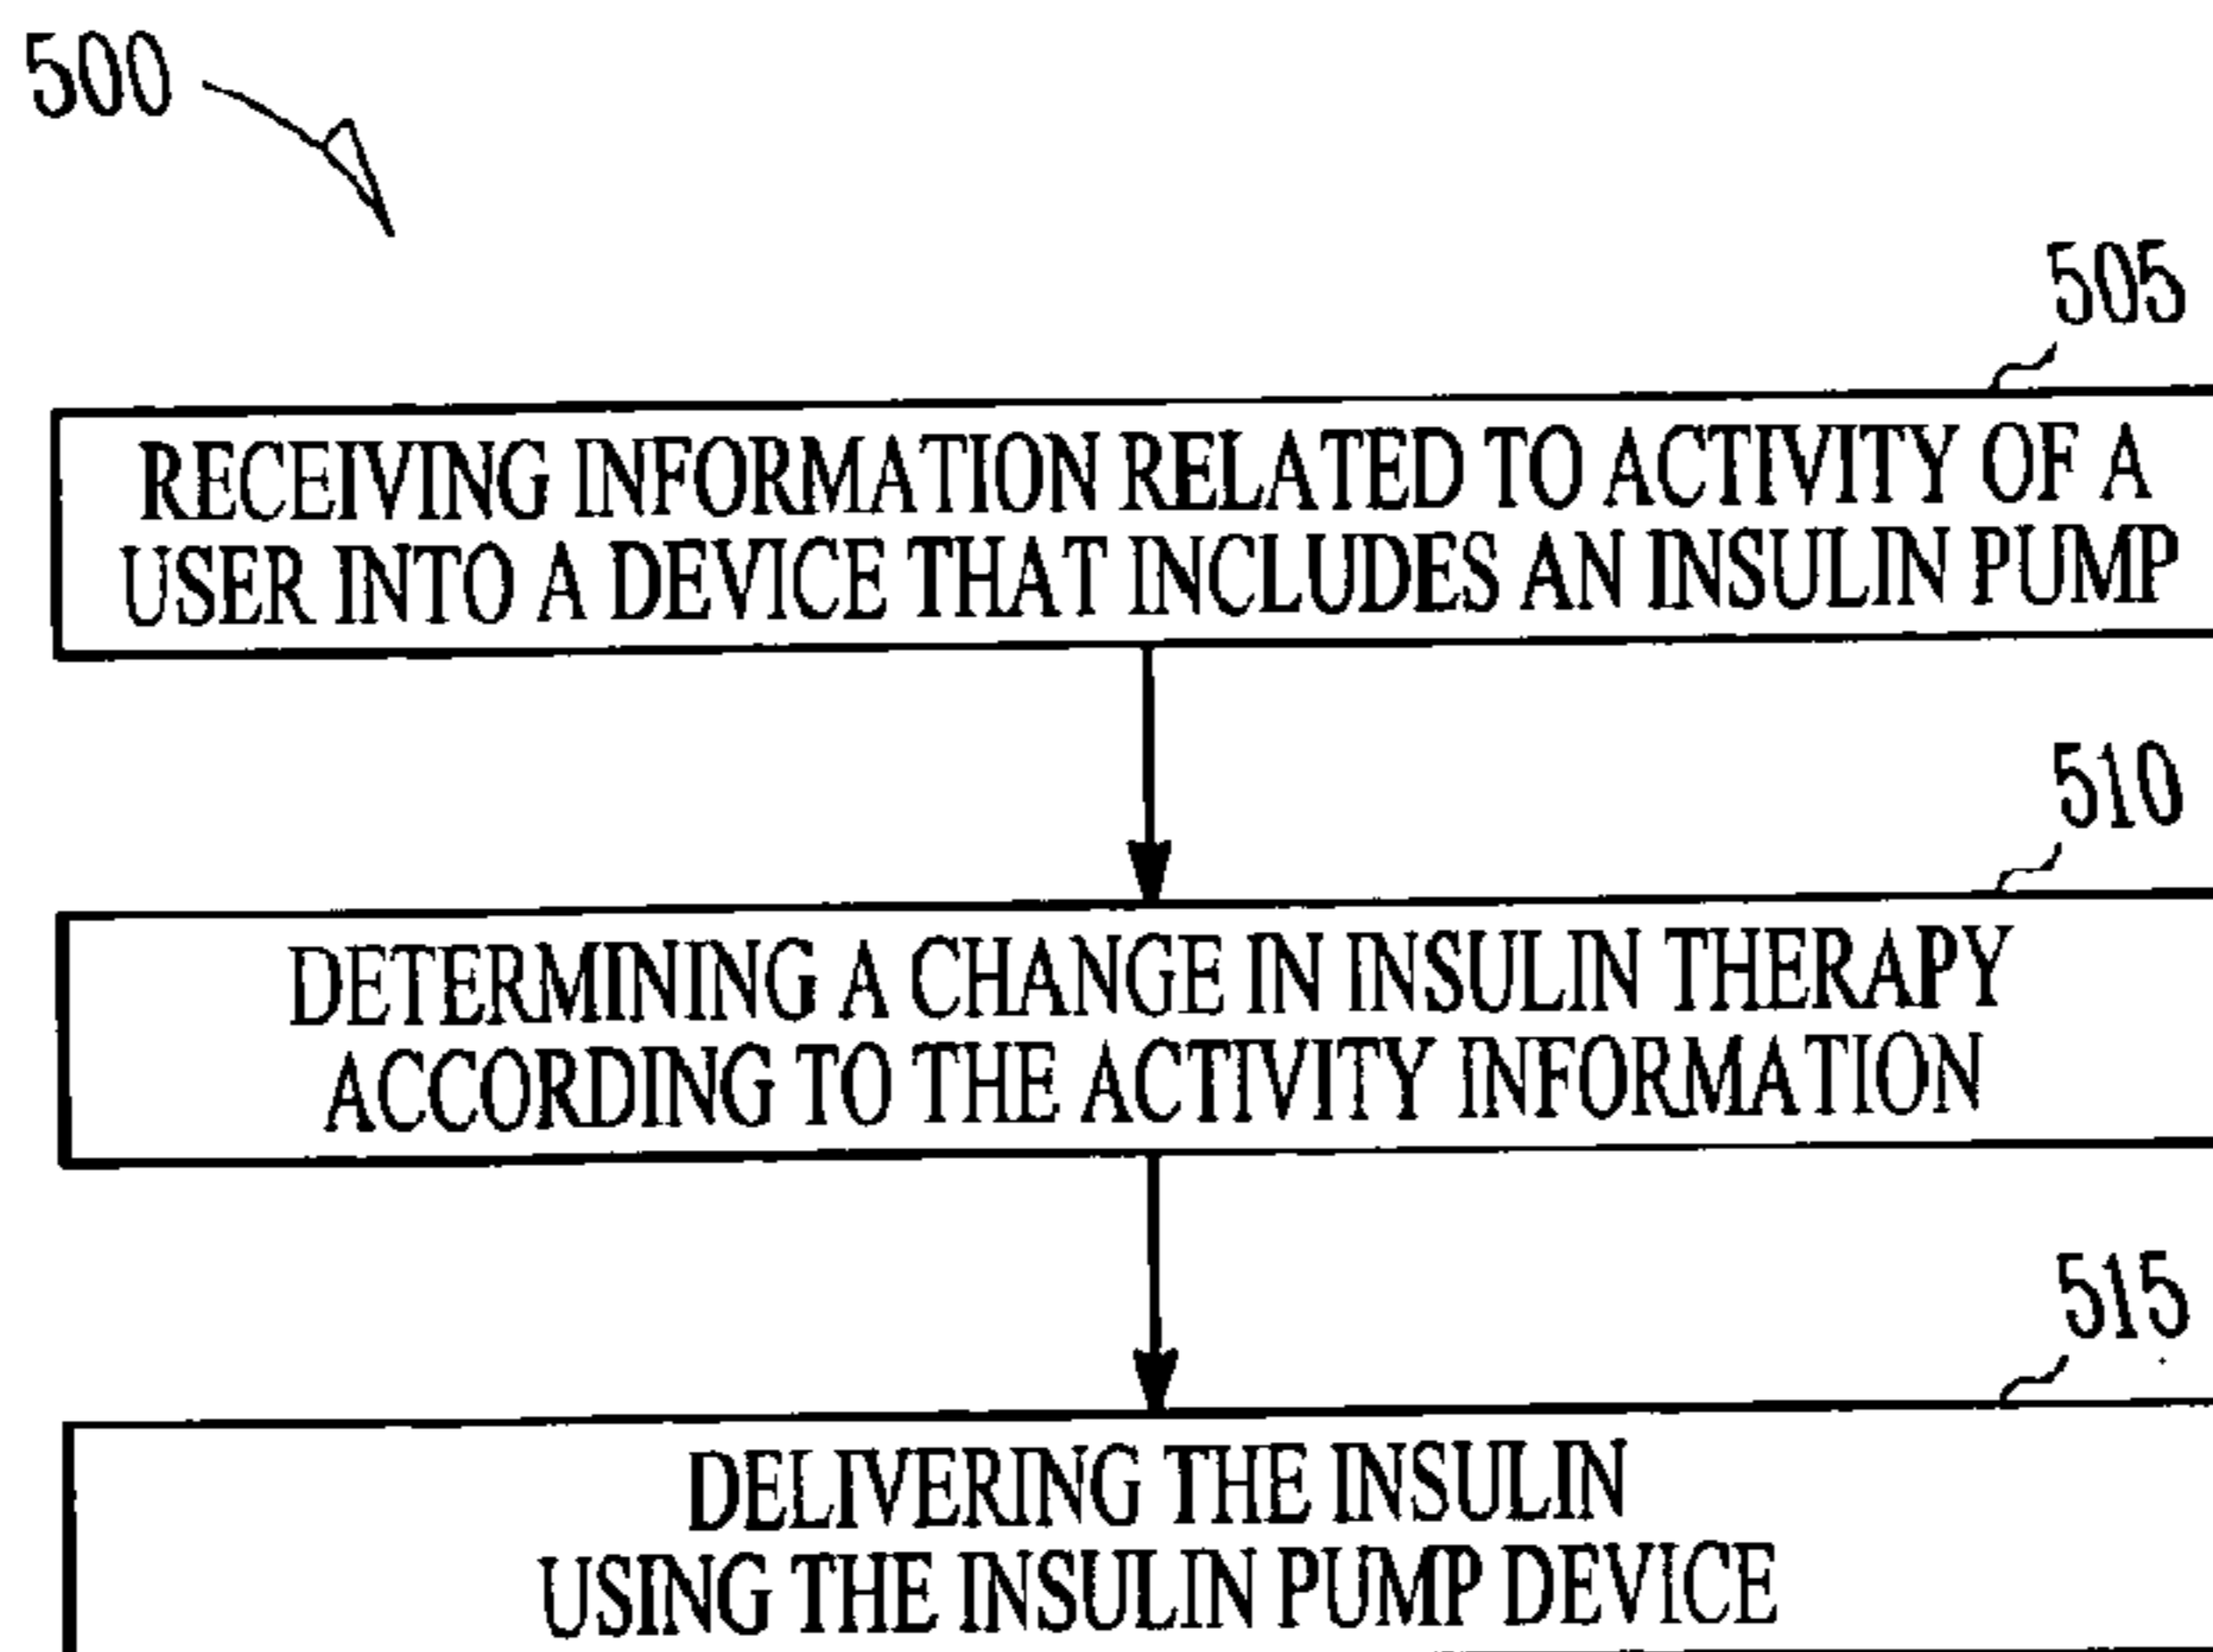 500
505
RECEIVING INFORMATION RELATED TO ACTIVITY OF A
USER INTO A DEVICE THAT INCLUDES AN INSULIN PUMP
510
DETERMINING A CHANGE IN INSULIN THERAPY
ACCORDING TO THE ACTIVITY INFORMATION
515
DELIVERING THE INSULIN
USING THE INSULIN PUMP DEVICE